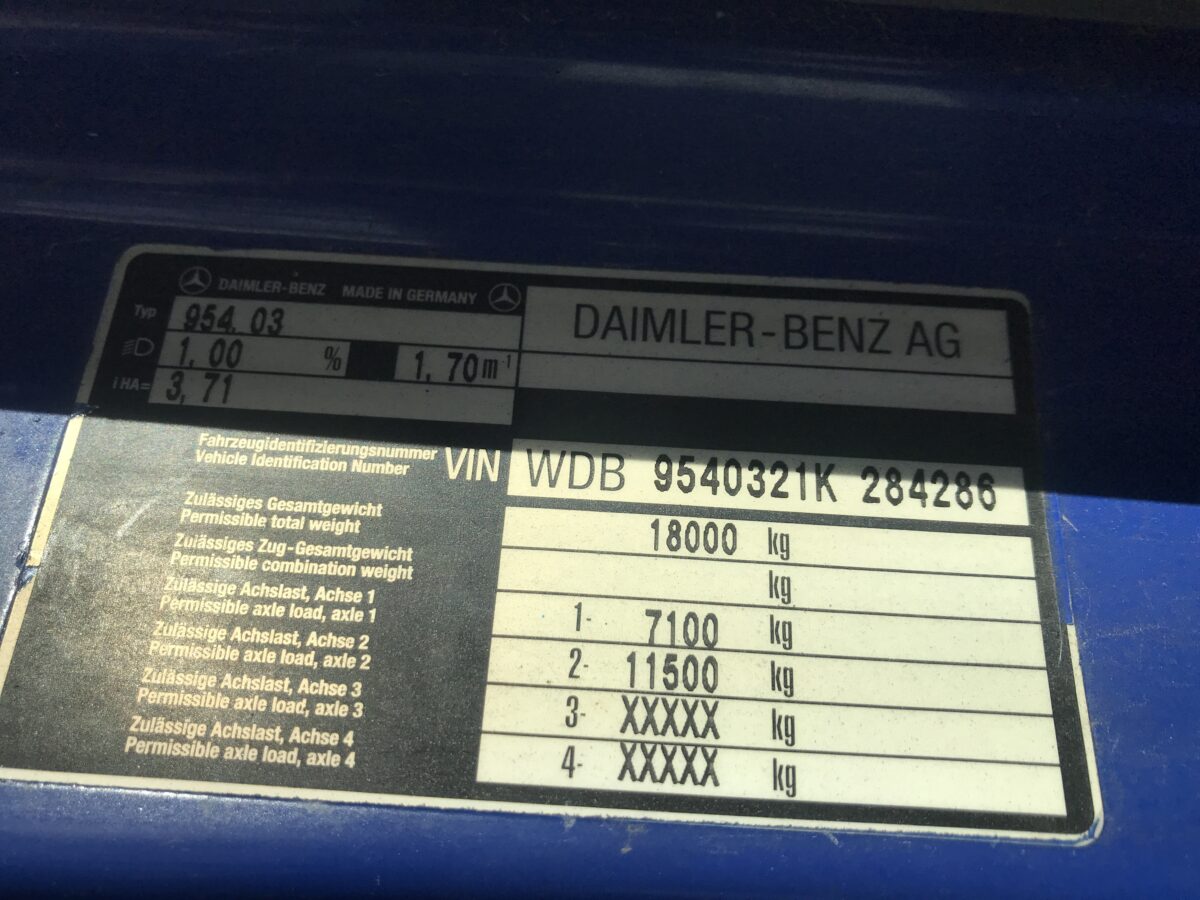 DAIMLER-BENZ MADE IN GERMANY
DAIMLER-BENZ AG
Typ 954. 03
1, 00 % 1, 70 m-1
i HA= 3, 71
Fahrzeugidentifizierungsnummer
Vehicle Identification Number
VIN WDB 9540321K 284286
Zulässiges Gesamtgewicht
Permissible total weight
18000 kg
Zulässiges Zug-Gesamtgewicht
Permissible combination weight
kg
Zulässige Achslast, Achse 1
Permissible axle load, axle 1
1- 7100 kg
Zulässige Achslast, Achse 2
Permissible axle load, axle 2
2- 11500 kg
Zulässige Achslast, Achse 3
Permissible axle load, axle 3
3- XXXXX kg
Zulässige Achslast, Achse 4
Permissible axle load, axle 4
4- XXXXX kg